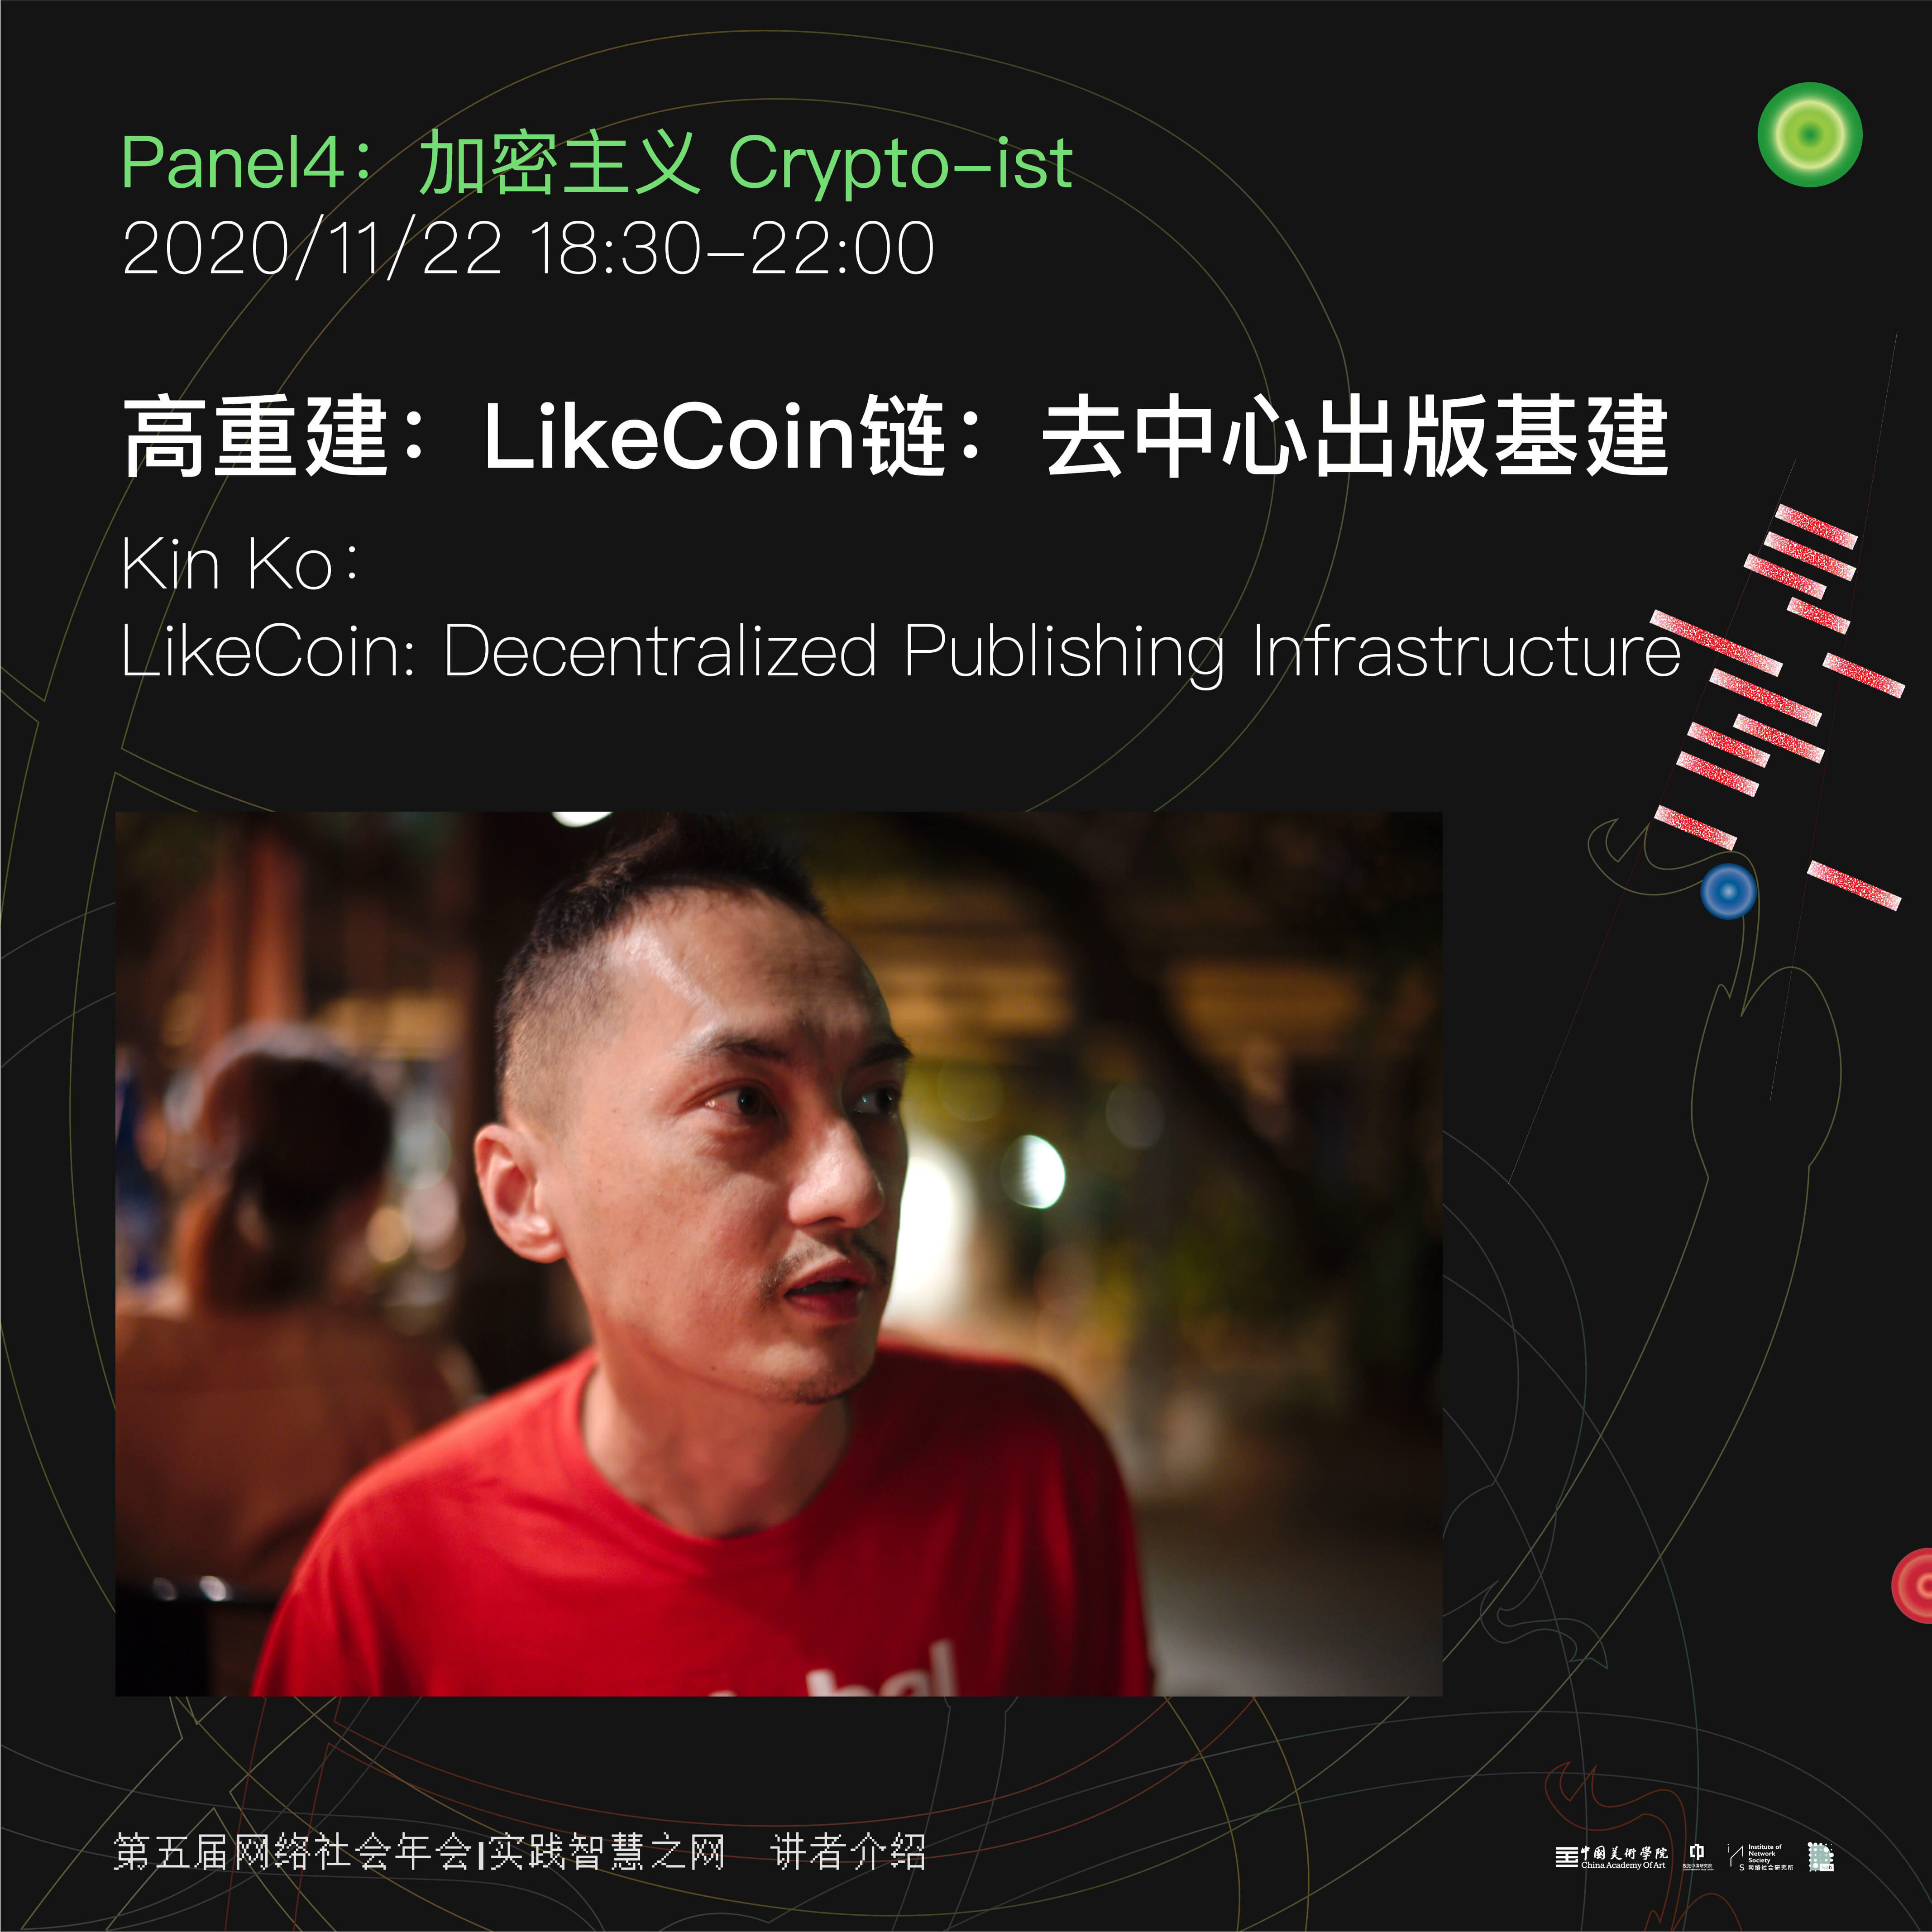 Panel4： 加密主义 Crypto–ist
2020/11/22 18:30–22:00
高重建：LikeCoin链：去中心出版基建
Kin Ko：
LikeCoin: Decentralized Publishing Infrastructure
第五届网络社会年会|实践智慧之网 讲者介绍
中国美術學院
China Academy Of Art
Institute of
Network
Society
网络社会研究所